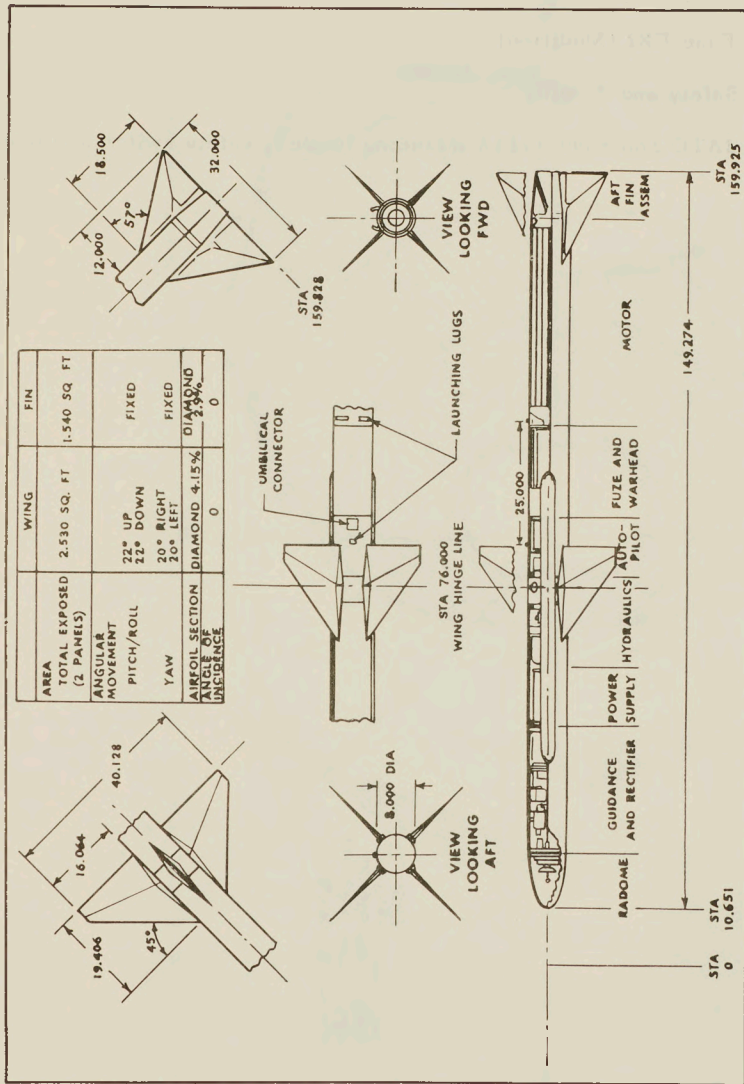 19.406
16.064
40.128
45°
WING
FIN
AREA
TOTAL EXPOSED
(2 PANELS)
2.530 SQ. FT
1.540 SQ FT
ANGULAR
MOVEMENT
PITCH/ROLL
22° UP
22° DOWN
FIXED
YAW
20° RIGHT
20° LEFT
FIXED
AIRFOIL SECTION
DIAMOND 4.15%
DIAMOND
2.9%
ANGLE OF
INCIDENCE
0
0
12.000
18.500
57°
32.000
STA
159.828
8.000 DIA
VIEW
LOOKING
AFT
UMBILICAL
CONNECTOR
LAUNCHING LUGS
STA 76.000
WING HINGE LINE
VIEW
LOOKING
FWD
25.000
RADOME
GUIDANCE
AND RECTIFIER
POWER
SUPPLY
HYDRAULICS
AUTO-
PILOT
FUZE AND
WARHEAD
MOTOR
AFT
FIN
ASSEM
149.274
STA
0
STA
10.651
STA
159.925